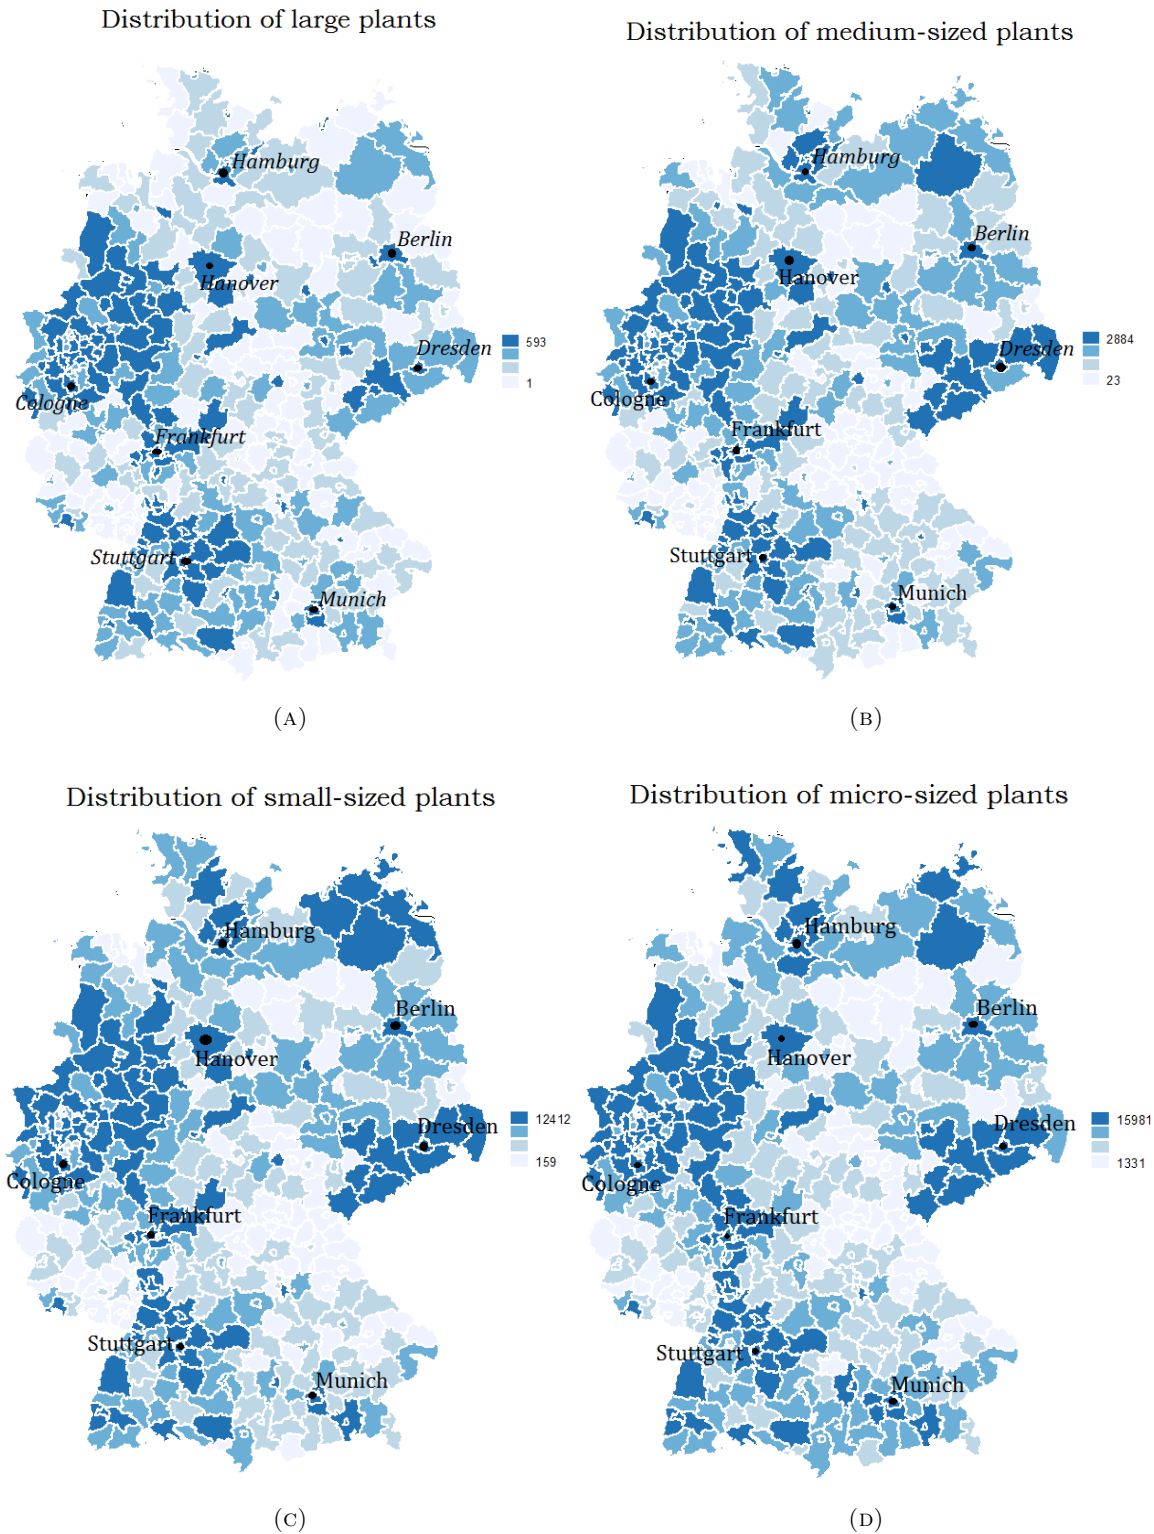 Distribution of large plants
Hamburg
Berlin
Hanover
593
Dresden
1
Cologne
Frankfurt
Stuttgart
Munich
(A)
Distribution of medium-sized plants
Hamburg
Berlin
Hanover
2884
Dresden
23
Cologne
Frankfurt
Stuttgart
Munich
(B)
Distribution of small-sized plants
Hamburg
Berlin
Hanover
12412
Dresden
159
Cologne
Frankfurt
Stuttgart
Munich
(C)
Distribution of micro-sized plants
Hamburg
Berlin
Hanover
15981
Dresden
1331
Cologne
Frankfurt
Stuttgart
Munich
(D)